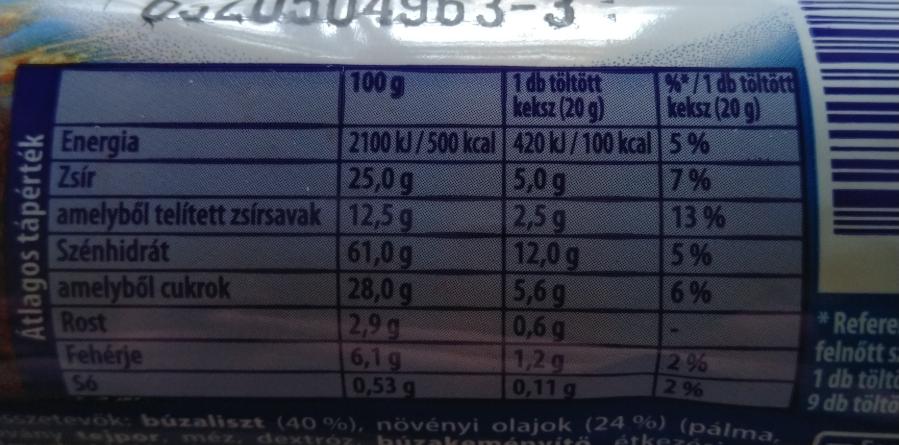 100 g 1 db töltött %*/1 db töltött
keksz (20 g) keksz (20 g)
Átlagos tápérték
Energia 2100 kJ / 500 kcal 420 kJ / 100 kcal 5 %
Zsír 25,0 g 5,0 g 7 %
amelyből telített zsírsavak 12,5 g 2,5 g 13 %
Szénhidrát 61,0 g 12,0 g 5 %
amelyből cukrok 28,0 g 5,6 g 6 %
Rost 2,9 g 0,6 g -
Fehérje 6,1 g 1,2 g 2 %
Só 0,53 g 0,11 g 2 %
* Refere
felnőtt
1 db töltö
9 db töltö
búzaliszt (40 %), növényi olajok (24 %) (pálma,
tejpor, méz, dextróz, búzakeményítő